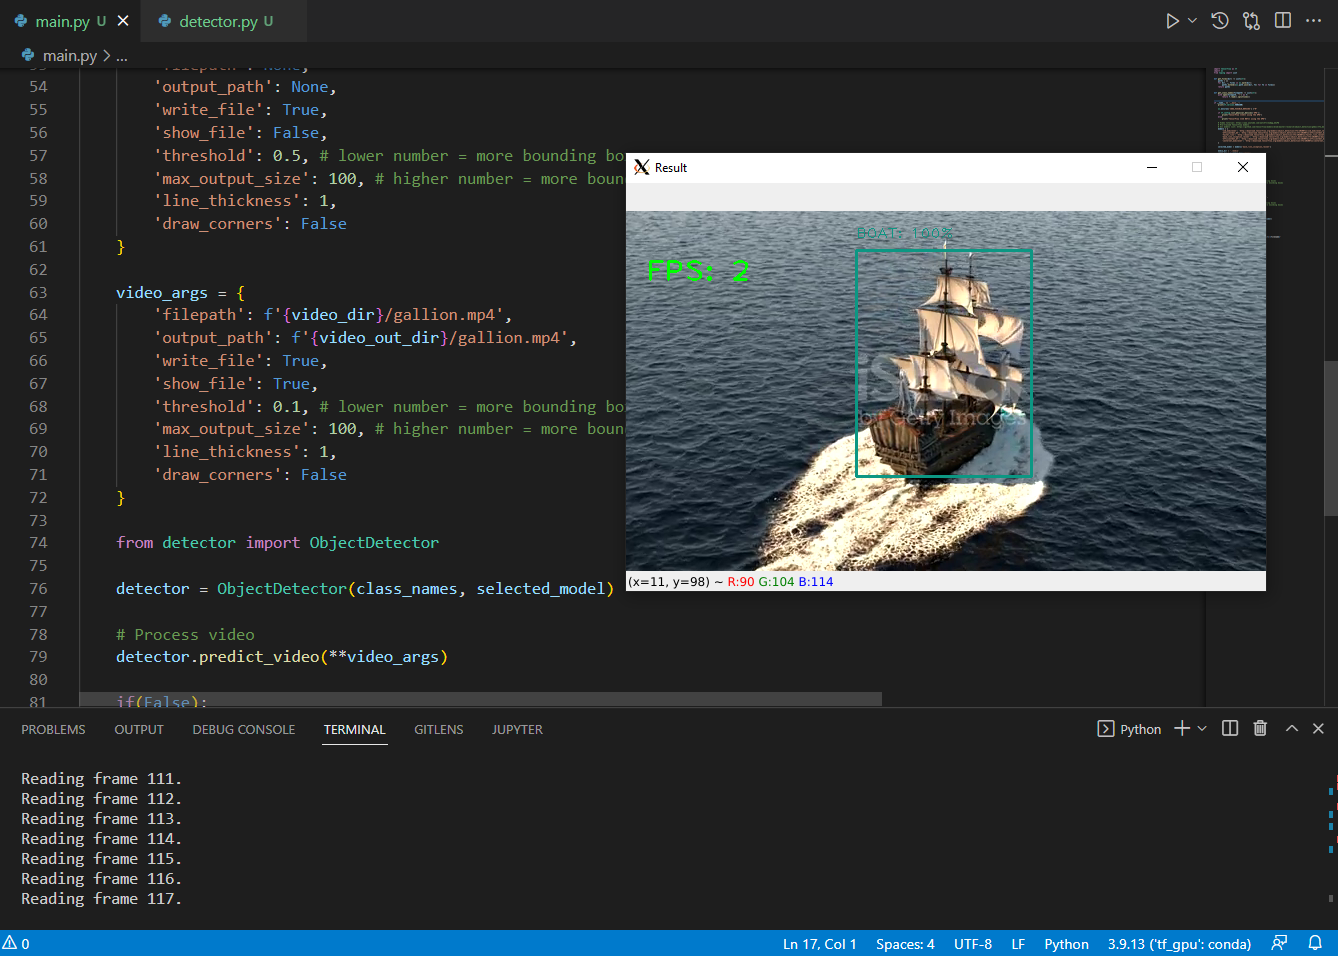 main.py U
detector.py U
main.py > ...
54 'output_path': None,
55 'write_file': True,
56 'show_file': False,
57 'threshold': 0.5, # lower number = more bounding bo
58 'max_output_size': 100, # higher number = more boun
59 'line_thickness': 1,
60 'draw_corners': False
61 }
62
63 video_args = {
64 'filepath': f'{video_dir}/gallion.mp4',
65 'output_path': f'{video_out_dir}/gallion.mp4',
66 'write_file': True,
67 'show_file': True,
68 'threshold': 0.1, # lower number = more bounding bo
69 'max_output_size': 100, # higher number = more boun
70 'line_thickness': 1,
71 'draw_corners': False
72 }
73
74 from detector import ObjectDetector
75
76 detector = ObjectDetector(class_names, selected_model)
77
78 # Process video
79 detector.predict_video(**video_args)
80
81 if(False):
Result
BOAT: 100%
FPS: 2
iStock
by Getty Images
(x=11, y=98) ~ R:90 G:104 B:114
PROBLEMS OUTPUT DEBUG CONSOLE TERMINAL GITLENS JUPYTER
Python
Reading frame 111.
Reading frame 112.
Reading frame 113.
Reading frame 114.
Reading frame 115.
Reading frame 116.
Reading frame 117.
0
Ln 17, Col 1 Spaces: 4 UTF-8 LF Python 3.9.13 ('tf_gpu': conda)